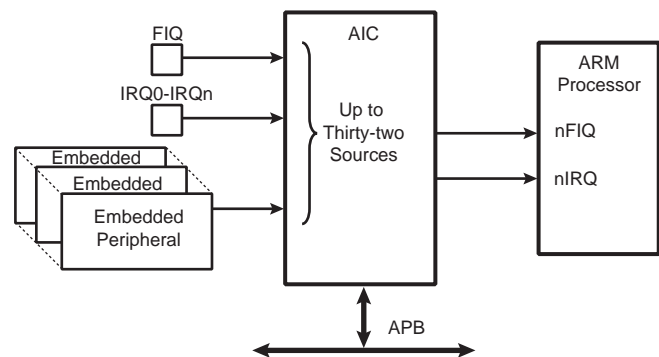 FIQ
IRQ0-IRQn
Embedded
Embedded
Embedded
Peripheral
AIC
Up to
Thirty-two
Sources
ARM
Processor
nFIQ
nIRQ
APB